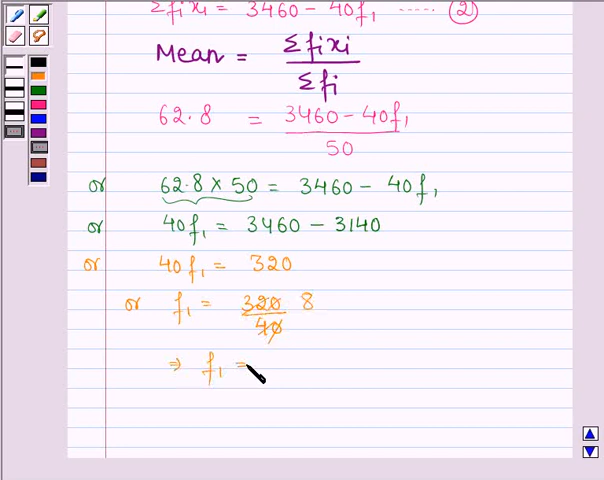 Σfixi = 3460 - 40f₁ ...... ②
Mean = Σfixi / Σfi
62.8 = 3460 - 40f₁ / 50
or 62.8 × 50 = 3460 - 40f₁
or 40f₁ = 3460 - 3140
or 40f₁ = 320
or f₁ = 320 / 40 8
⇒ f₁ =